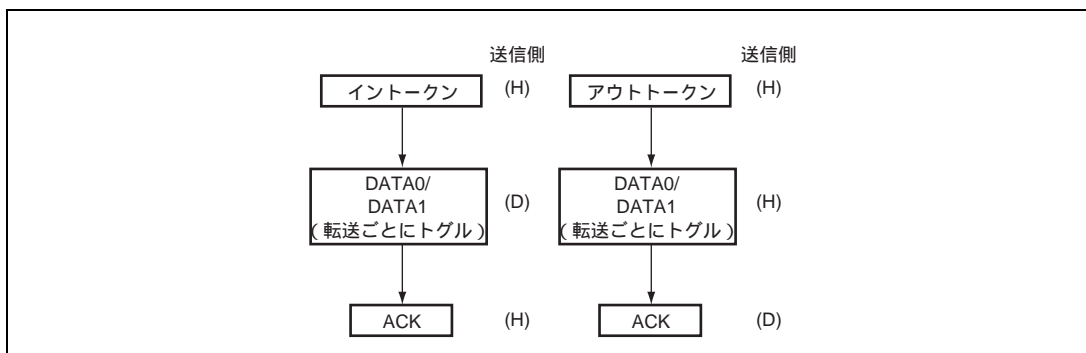 送信側 送信側
イントークン (H) アウトトークン (H)
DATA0/ DATA0/
DATA1 (D) DATA1 (H)
(転送ごとにトグル) (転送ごとにトグル)
ACK (H) ACK (D)